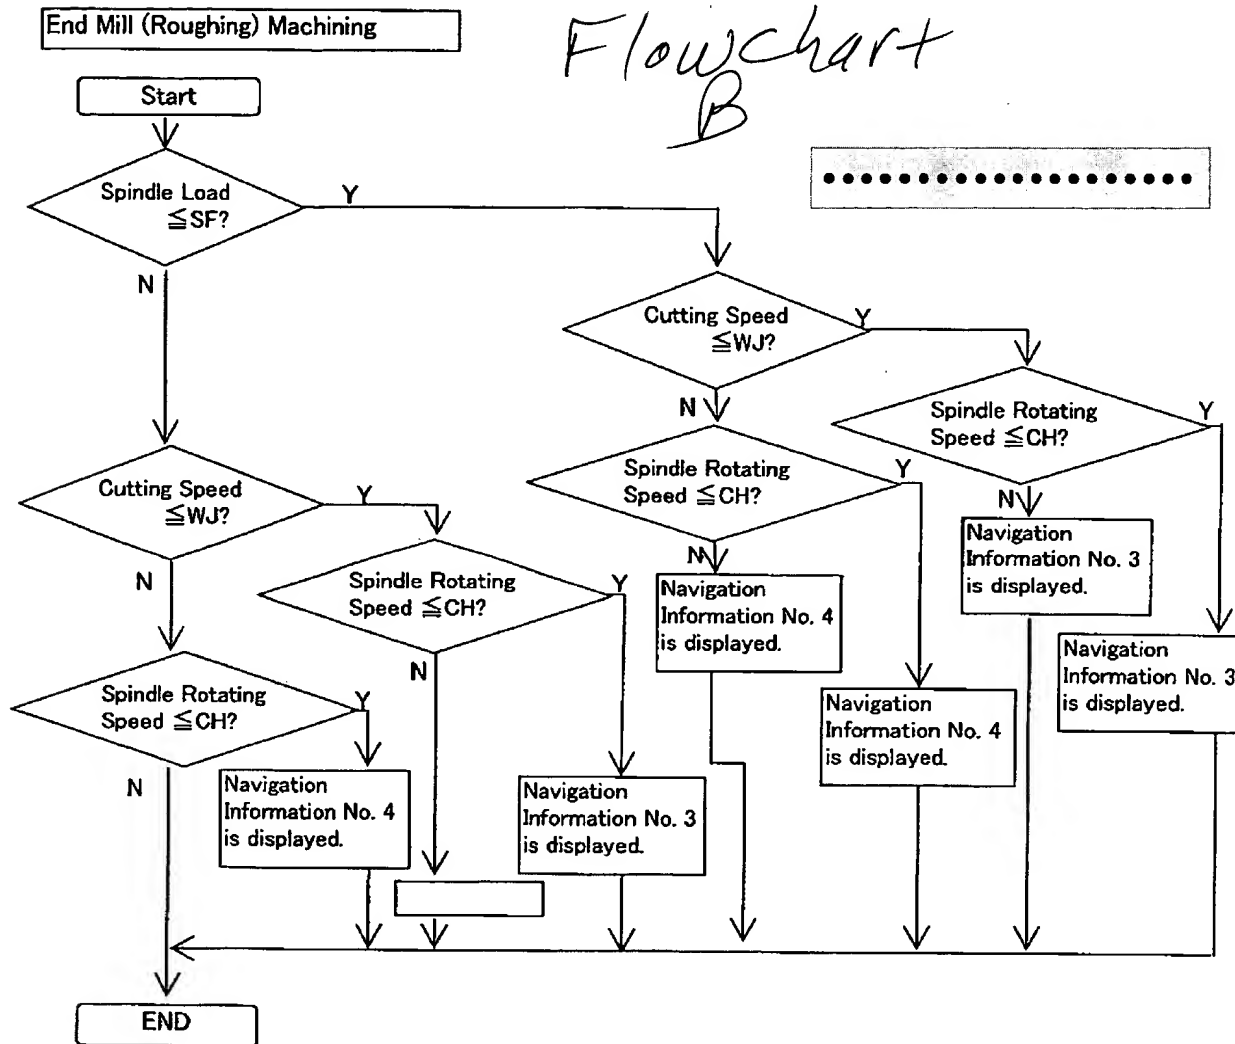 End Mill (Roughing) Machining
Flowchart
B
Start
Spindle Load
≦SF?
Y
N
Cutting Speed
≦WJ?
Y
N
Spindle Rotating
Speed ≦CH?
Y
N
Navigation
Information No. 3
is displayed.
Navigation
Information No. 3
is displayed.
Spindle Rotating
Speed ≦CH?
Y
N
Navigation
Information No. 4
is displayed.
Navigation
Information No. 4
is displayed.
Cutting Speed
≦WJ?
Y
N
Spindle Rotating
Speed ≦CH?
Y
N
Navigation
Information No. 3
is displayed.
Spindle Rotating
Speed ≦CH?
Y
N
Navigation
Information No. 4
is displayed.
END